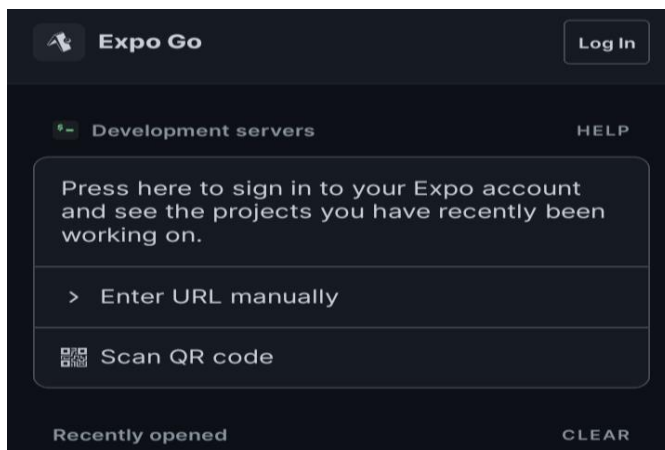 Expo Go
Log In
Development servers
HELP
Press here to sign in to your Expo account
and see the projects you have recently been
working on.
> Enter URL manually
Scan QR code
Recently opened
CLEAR